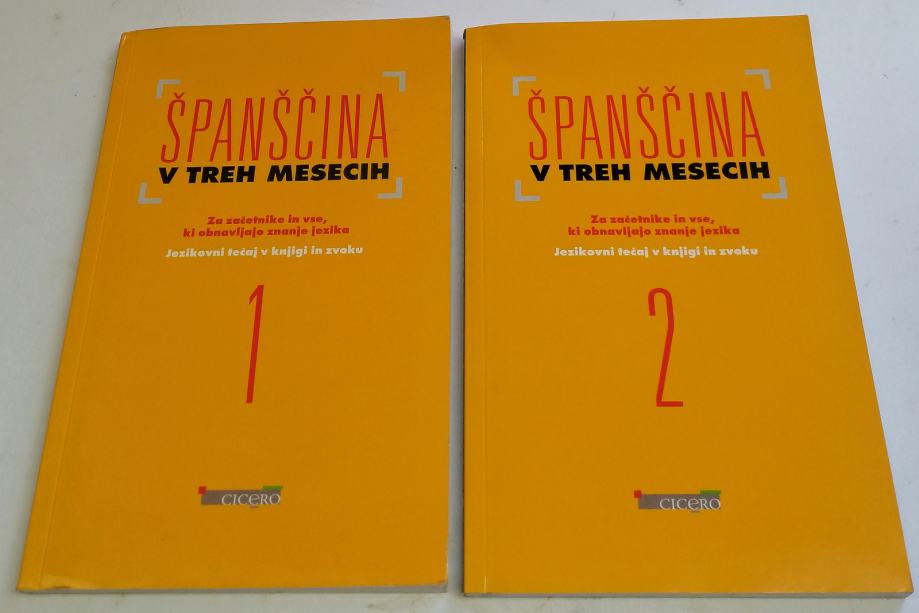 ŠPANŠČINA
V TREH MESECIH
Za začetnike in vse,
ki obnavljajo znanje jezika
Jezikovni tečaj v knjigi in zvoku
1
CICeRO
ŠPANŠČINA
V TREH MESECIH
Za začetnike in vse,
ki obnavljajo znanje jezika
Jezikovni tečaj v knjigi in zvoku
2
CICeRO